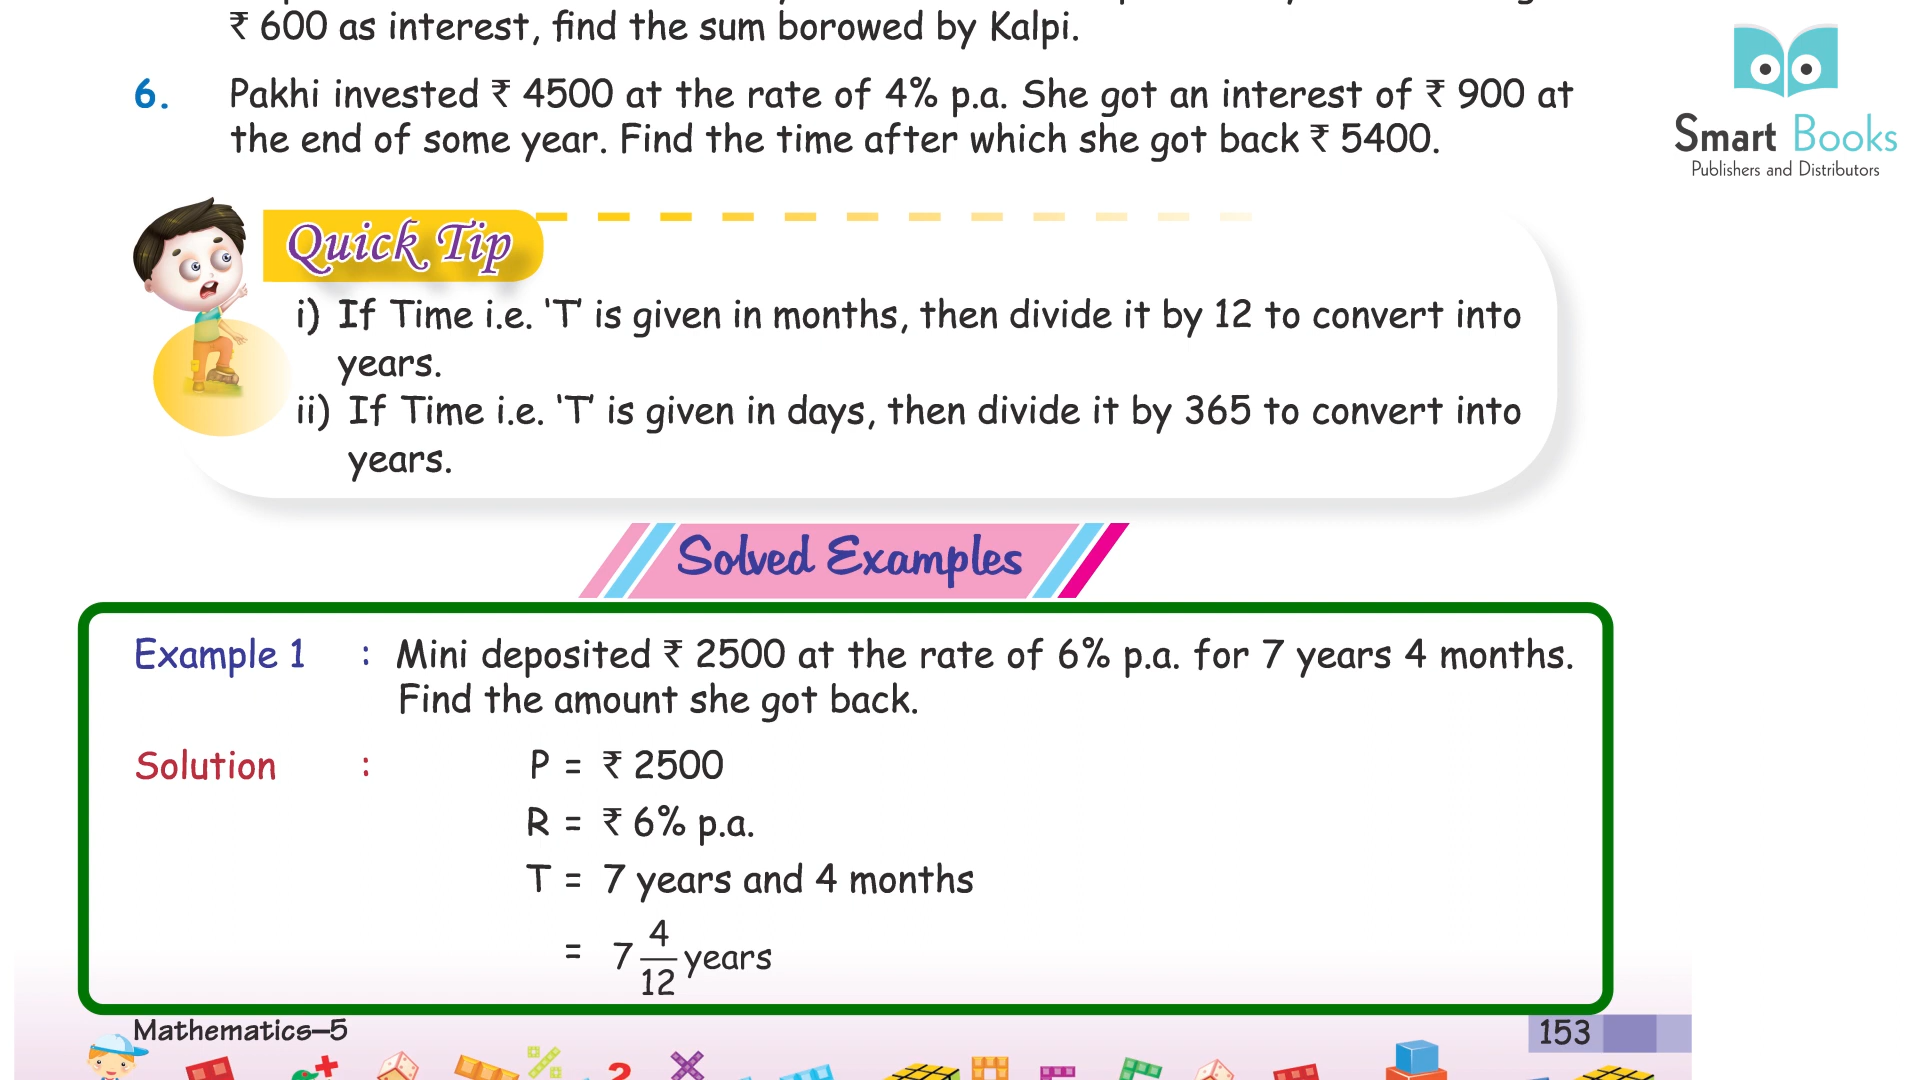 ₹ 600 as interest, find the sum borowed by Kalpi.
6. Pakhi invested ₹ 4500 at the rate of 4% p.a. She got an interest of ₹ 900 at
the end of some year. Find the time after which she got back ₹ 5400.
Smart Books
Publishers and Distributors
Quick Tip
i) If Time i.e. 'T' is given in months, then divide it by 12 to convert into
years.
ii) If Time i.e. 'T' is given in days, then divide it by 365 to convert into
years.
Solved Examples
Example 1 : Mini deposited ₹ 2500 at the rate of 6% p.a. for 7 years 4 months.
Find the amount she got back.
Solution : P = ₹ 2500
R = ₹ 6% p.a.
T = 7 years and 4 months
= 7 4/12 years
Mathematics–5
153